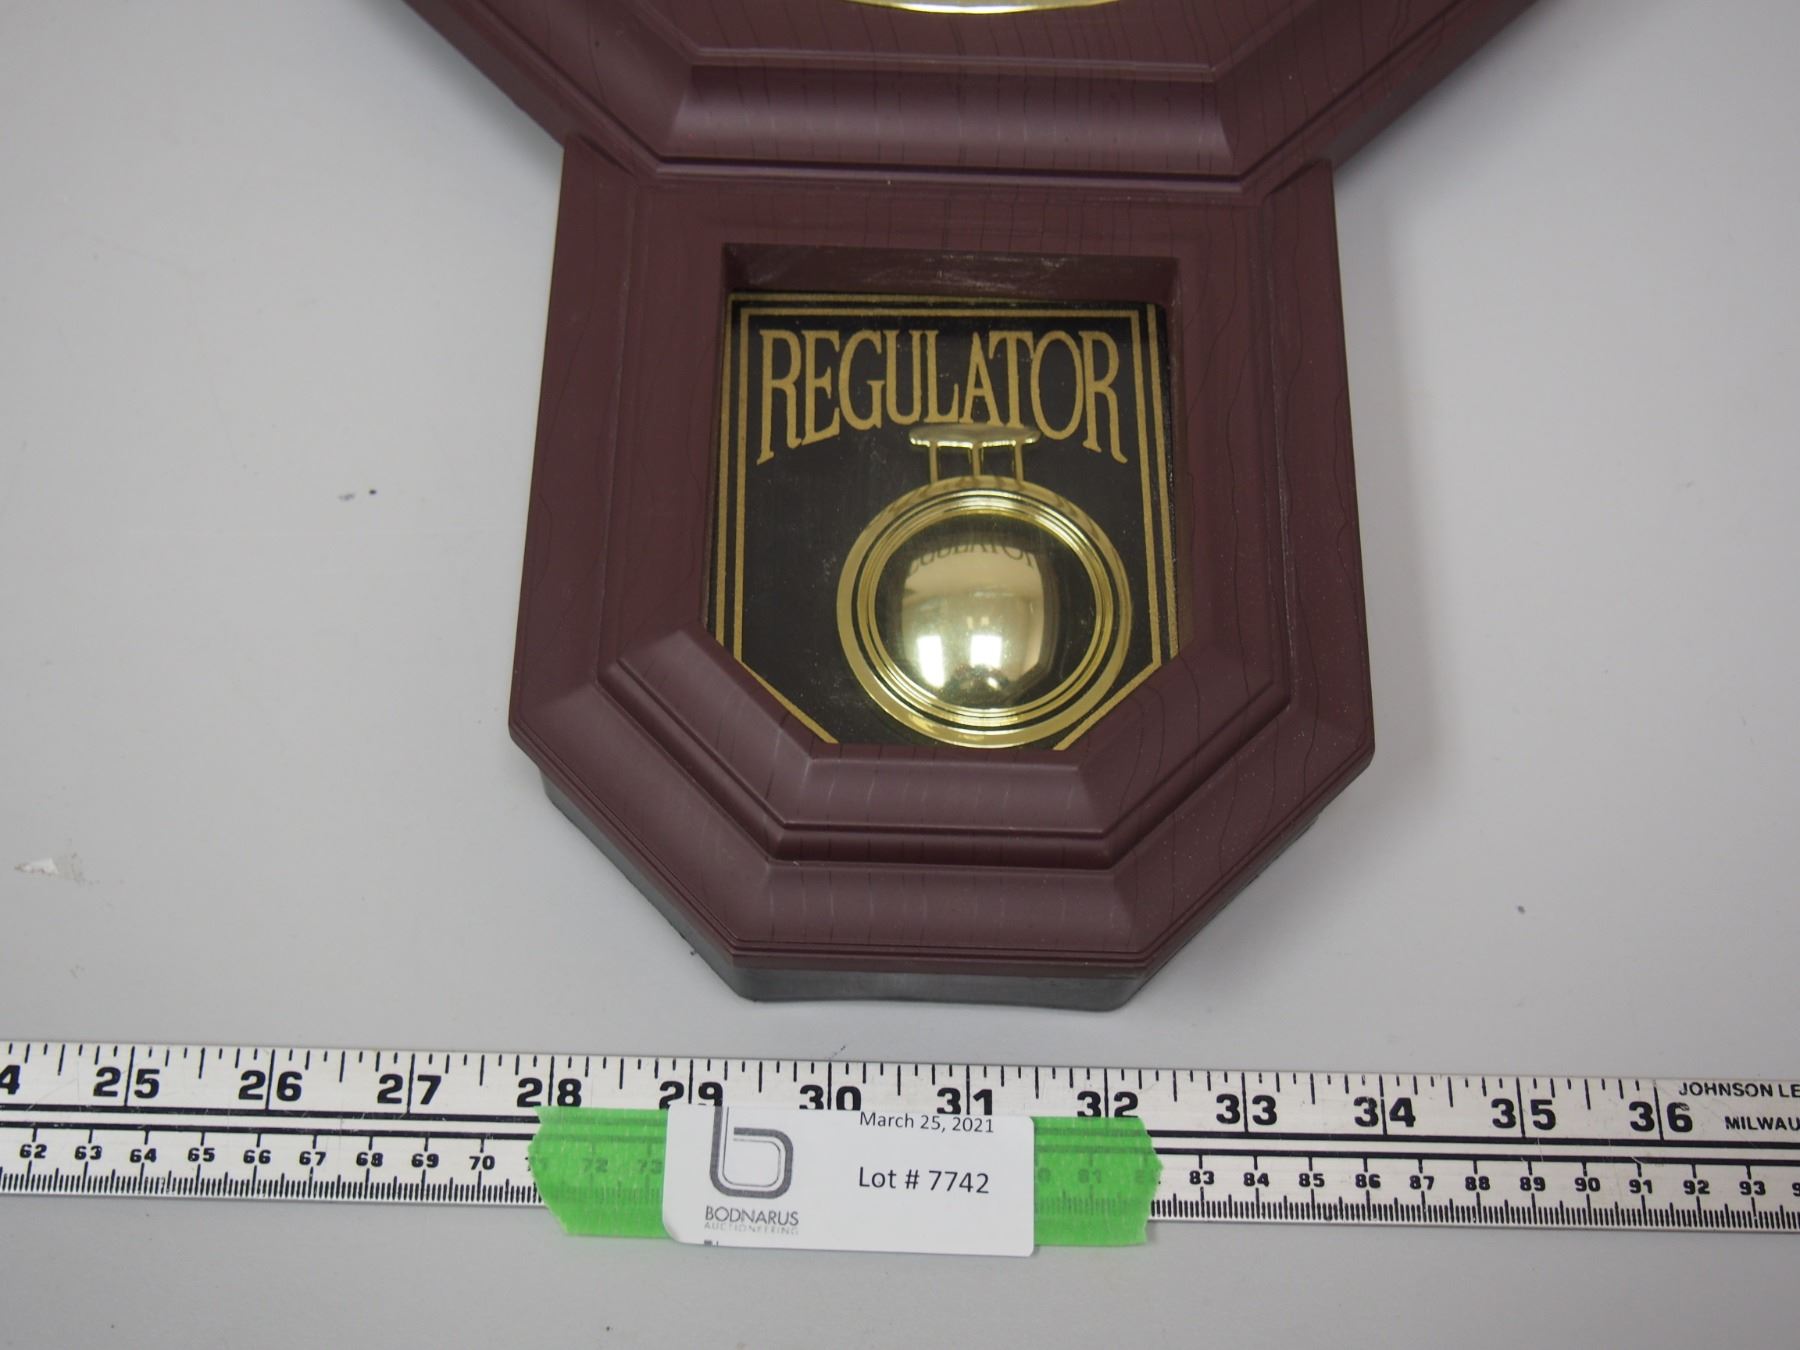 REGULATOR
25 26 27 28 29 30 31 32 33 34 35 36 JOHNSON LE
MILWAU
62 63 64 65 66 67 68 69 70 71 72 73 81 83 84 85 86 87 88 89 90 91 92 93
March 25, 2021
Lot # 7742
BODNARUS
AUCTIONEERING